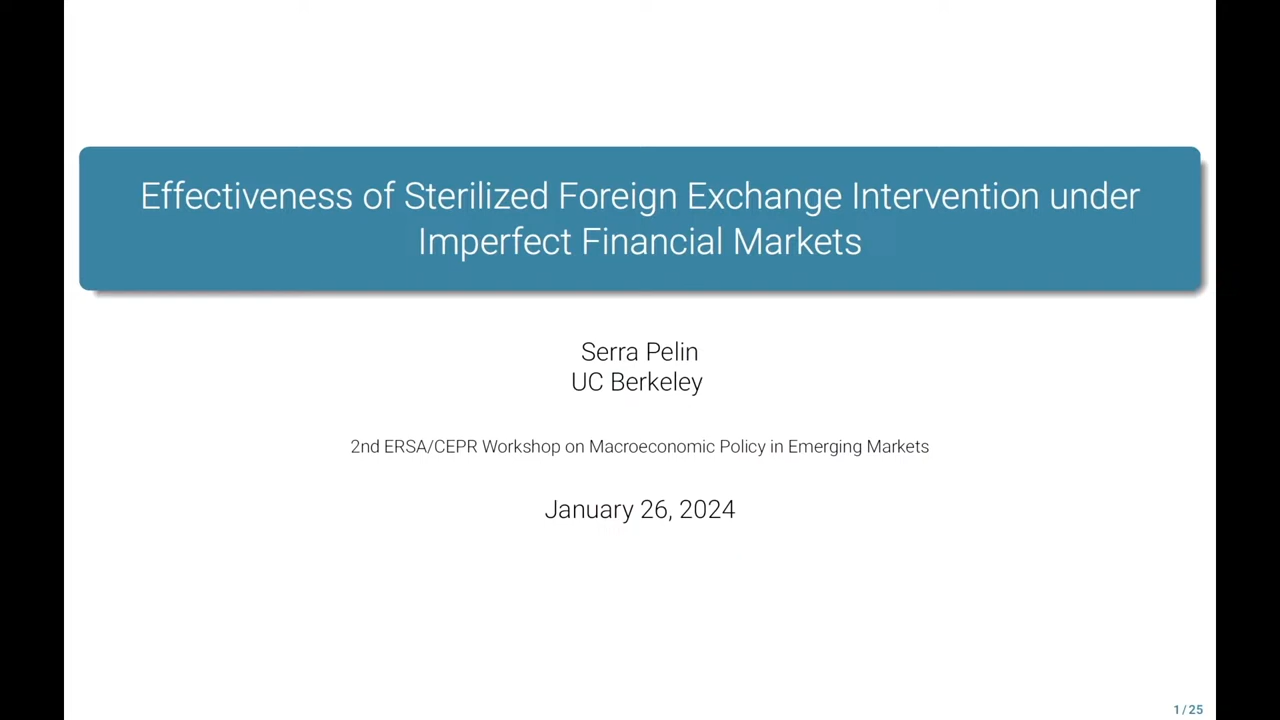 Effectiveness of Sterilized Foreign Exchange Intervention under
Imperfect Financial Markets
Serra Pelin
UC Berkeley
2nd ERSA/CEPR Workshop on Macroeconomic Policy in Emerging Markets
January 26, 2024
1/25